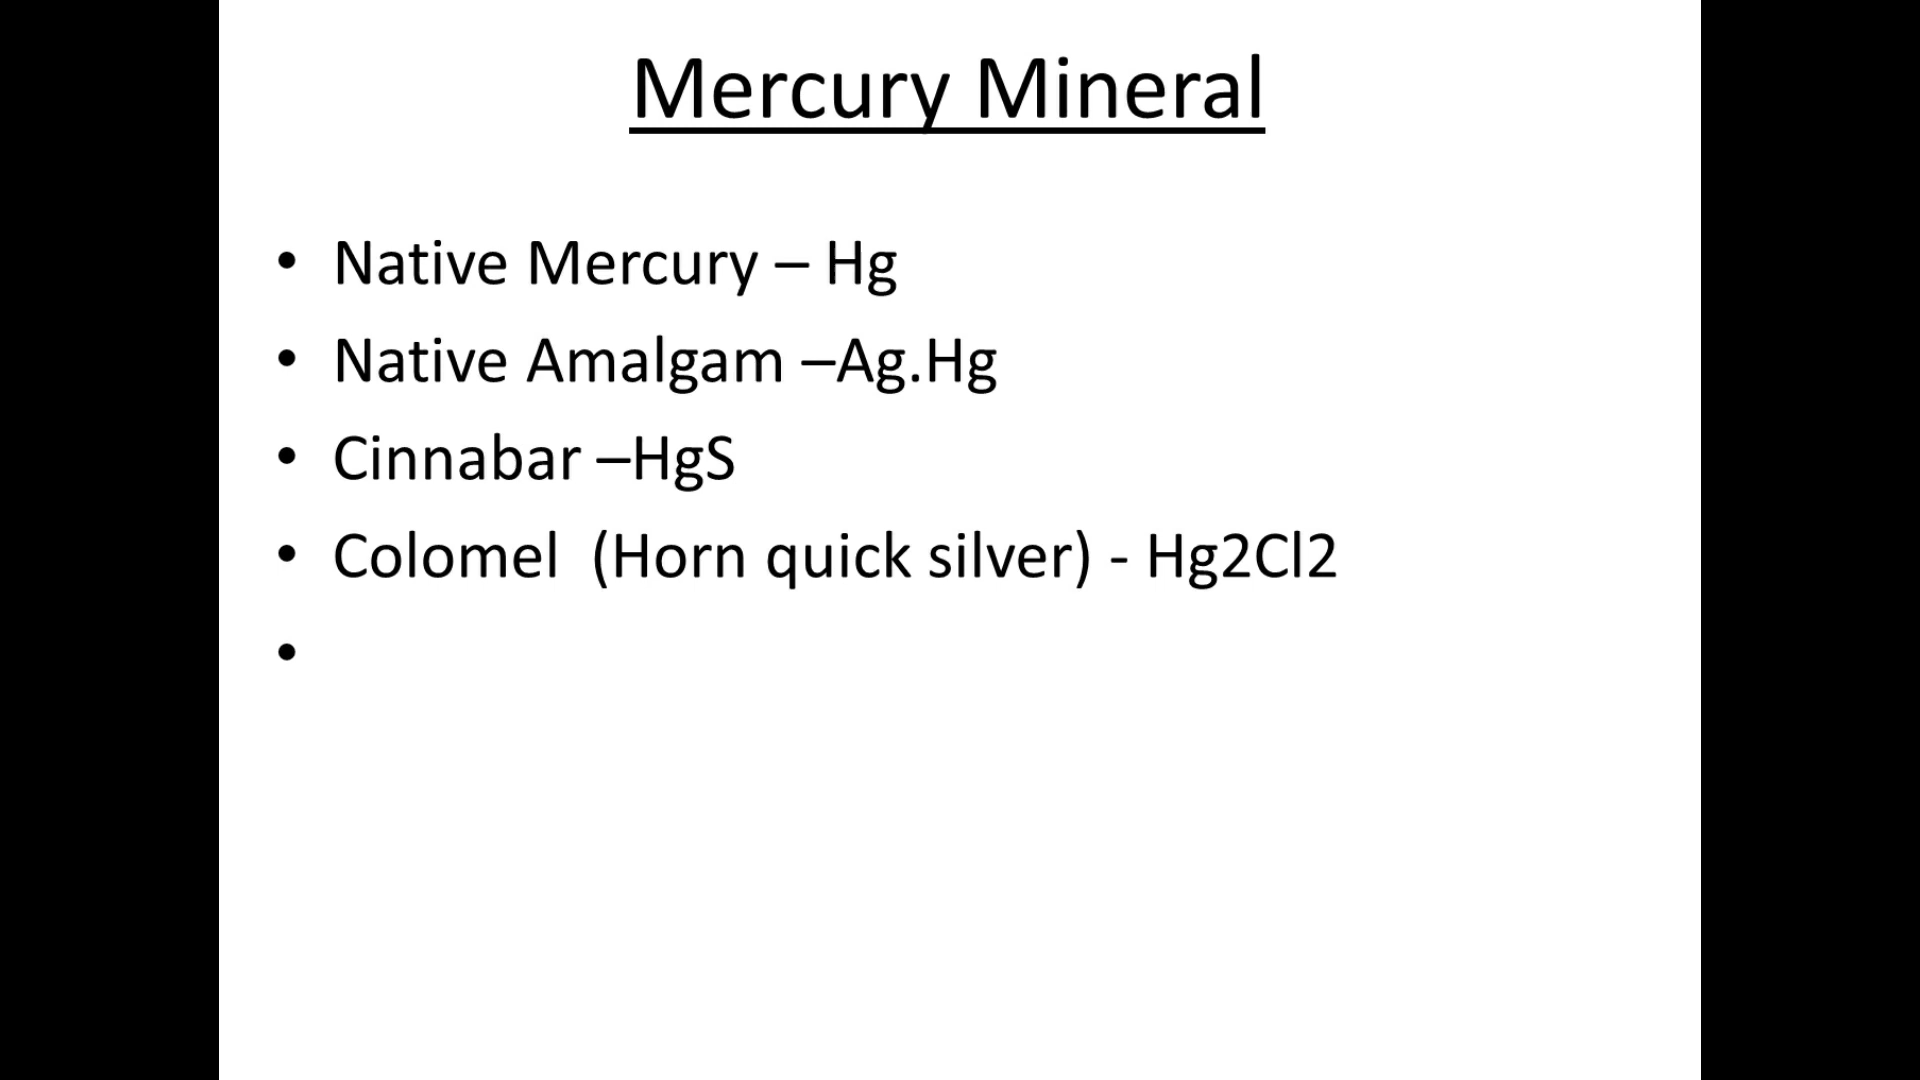 Mercury Mineral
• Native Mercury – Hg
• Native Amalgam –Ag.Hg
• Cinnabar –HgS
• Colomel  (Horn quick silver) - Hg2Cl2
•